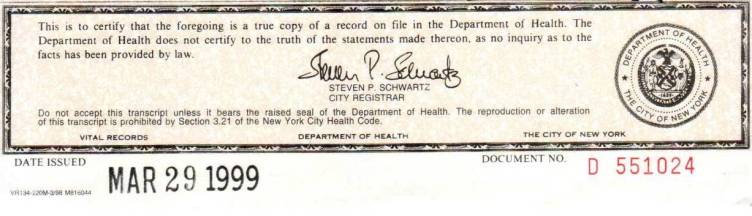 This is to certify that the foregoing is a true copy of a record on file in the Department of Health. The
Department of Health does not certify to the truth of the statements made thereon, as no inquiry as to the
facts has been provided by law.
Steven P. Schwartz
STEVEN P. SCHWARTZ
CITY REGISTRAR
Do not accept this transcript unless it bears the raised seal of the Department of Health. The reproduction or alteration
of this transcript is prohibited by Section 3.21 of the New York City Health Code.
VITAL RECORDS DEPARTMENT OF HEALTH THE CITY OF NEW YORK
DEPARTMENT OF HEALTH
THE CITY OF NEW YORK
DATE ISSUED
MAR 29 1999
DOCUMENT NO. D 551024
VR134-220M-3/98 M816044